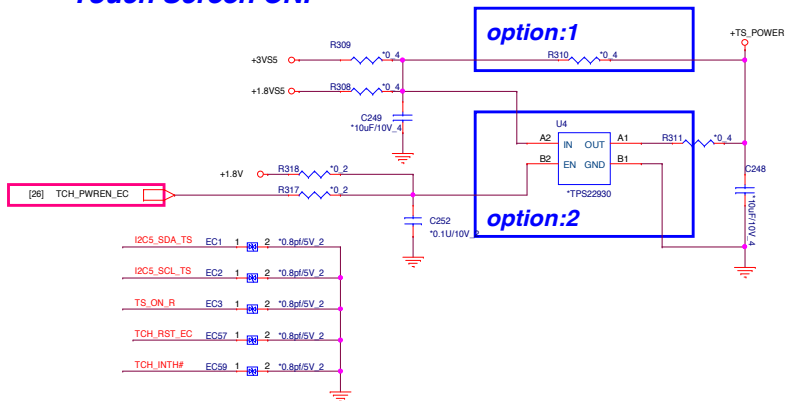 option:1
+TS_POWER
R309
+3VS5
*0_4
R310
*0_4
+1.8VS5
R308
*0_4
C249
*10uF/10V_4
U4
A2
IN
OUT
A1
R311
*0_4
B2
EN
GND
B1
*TPS22930
C248
*10uF/10V_4
+1.8V
R318
*0_2
[26]
TCH_PWREN_EC
R317
*0_2
C252
*0.1U/10V_2
option:2
I2C5_SDA_TS
EC1
1
2
*0.8pf/5V_2
I2C5_SCL_TS
EC2
1
2
*0.8pf/5V_2
TS_ON_R
EC3
1
2
*0.8pf/5V_2
TCH_RST_EC
EC57
1
2
*0.8pf/5V_2
TCH_INTH#
EC59
1
2
*0.8pf/5V_2